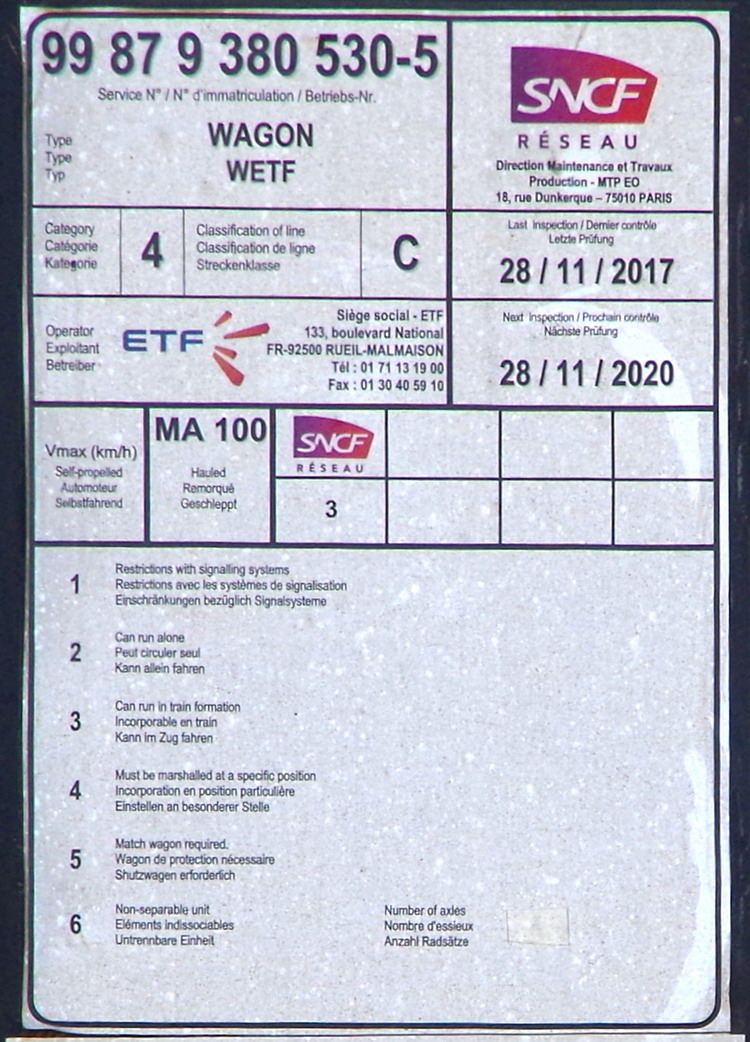 99 87 9 380 530-5
Service N° / N° d'immatriculation / Betriebs-Nr.
Type
Type
Typ
WAGON
WETF
SNCF
RÉSEAU
Direction Maintenance et Travaux
Production - MTP EO
18, rue Dunkerque – 75010 PARIS
Category
Catégorie
Kategorie
4
Classification of line
Classification de ligne
Streckenklasse
C
Last Inspection / Dernier contrôle
Letzte Prüfung
28 / 11 / 2017
Operator
Exploitant
Betreiber
ETF
Siège social - ETF
133, boulevard National
FR-92500 RUEIL-MALMAISON
Tél : 01 71 13 19 00
Fax : 01 30 40 59 10
Next Inspection / Prochain contrôle
Nächste Prüfung
28 / 11 / 2020
Vmax (km/h)
Self-propelled
Automoteur
Selbstfahrend
MA 100
Hauled
Remorqué
Geschleppt
SNCF
RÉSEAU
3
1
Restrictions with signalling systems
Restrictions avec les systèmes de signalisation
Einschränkungen bezüglich Signalsysteme
2
Can run alone
Peut circuler seul
Kann allein fahren
3
Can run in train formation
Incorporable en train
Kann im Zug fahren
4
Must be marshalled at a specific position
Incorporation en position particulière
Einstellen an besonderer Stelle
5
Match wagon required.
Wagon de protection nécessaire
Shutzwagen erforderlich
6
Non-separable unit
Eléments indissociables
Untrennbare Einheit
Number of axles
Nombre d'essieux
Anzahl Radsätze